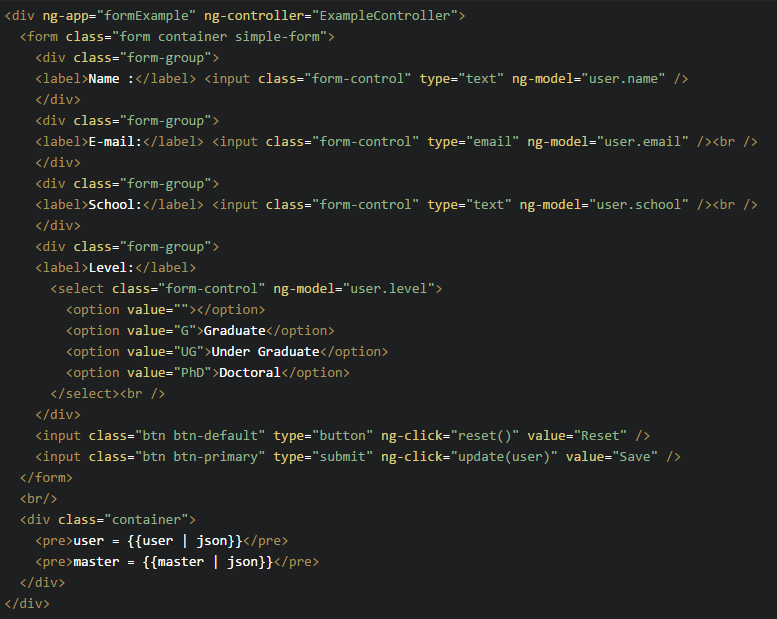 <div ng-app="formExample" ng-controller="ExampleController">
  <form class="form container simple-form">
    <div class="form-group">
    <label>Name :</label> <input class="form-control" type="text" ng-model="user.name" />
    </div>
    <div class="form-group">
    <label>E-mail:</label> <input class="form-control" type="email" ng-model="user.email" /><br />
    </div>
    <div class="form-group">
    <label>School:</label> <input class="form-control" type="text" ng-model="user.school" /><br />
    </div>
    <div class="form-group">
    <label>Level:</label>
      <select class="form-control" ng-model="user.level">
        <option value=""></option>
        <option value="G">Graduate</option>
        <option value="UG">Under Graduate</option>
        <option value="PhD">Doctoral</option>
      </select><br />
    </div>
    <input class="btn btn-default" type="button" ng-click="reset()" value="Reset" />
    <input class="btn btn-primary" type="submit" ng-click="update(user)" value="Save" />
  </form>
  <br/>
  <div class="container">
    <pre>user = {{user | json}}</pre>
    <pre>master = {{master | json}}</pre>
  </div>
</div>